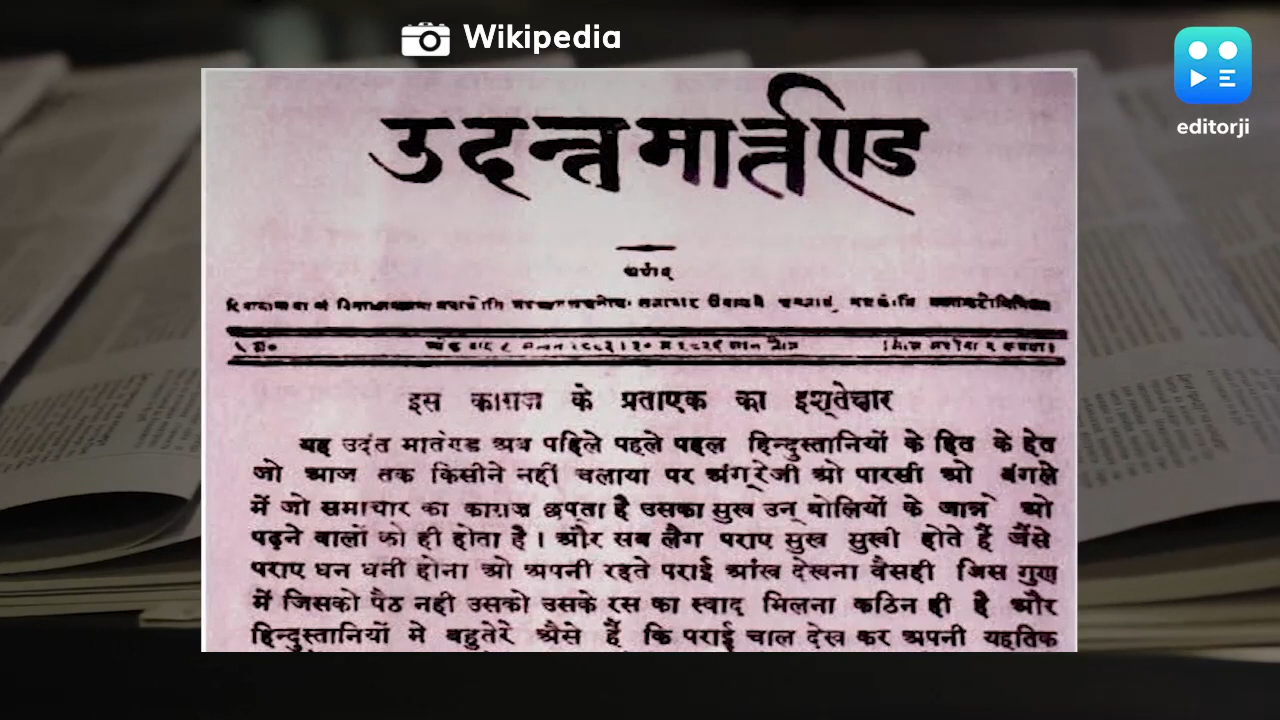 Wikipedia
editorji
उदन्तमार्त्तण्ड
अर्थात्
इस कागज़ के प्रताएक का इश्तेहार
यह उदंत मार्तण्ड अब पहिले पहले पहल हिन्दुस्तानियों के हित के हेत
जो आज तक किसीने नहीं चलाया पर अंगरेजी ओ पारसी ओ बंगले
में जो समाचार का कागज़ छपता है उसका सुख उन् बोलियों के जान्ने ओ
पढ़ने वालों को ही होता है । और सब लैग पराए सुख सुखी होते हैं जैसे
पराए धन धनी होना ओ अपनी रहते पराई आंख देखना वैसही जिस गुण
में जिसको पैठ नही उसको उसके रस का स्वाद मिलना कठिन ही है और
हिन्दुस्तानियों मे बहुतेरे ऐसे हैं कि पराई चाल देख कर अपनी यहतिक